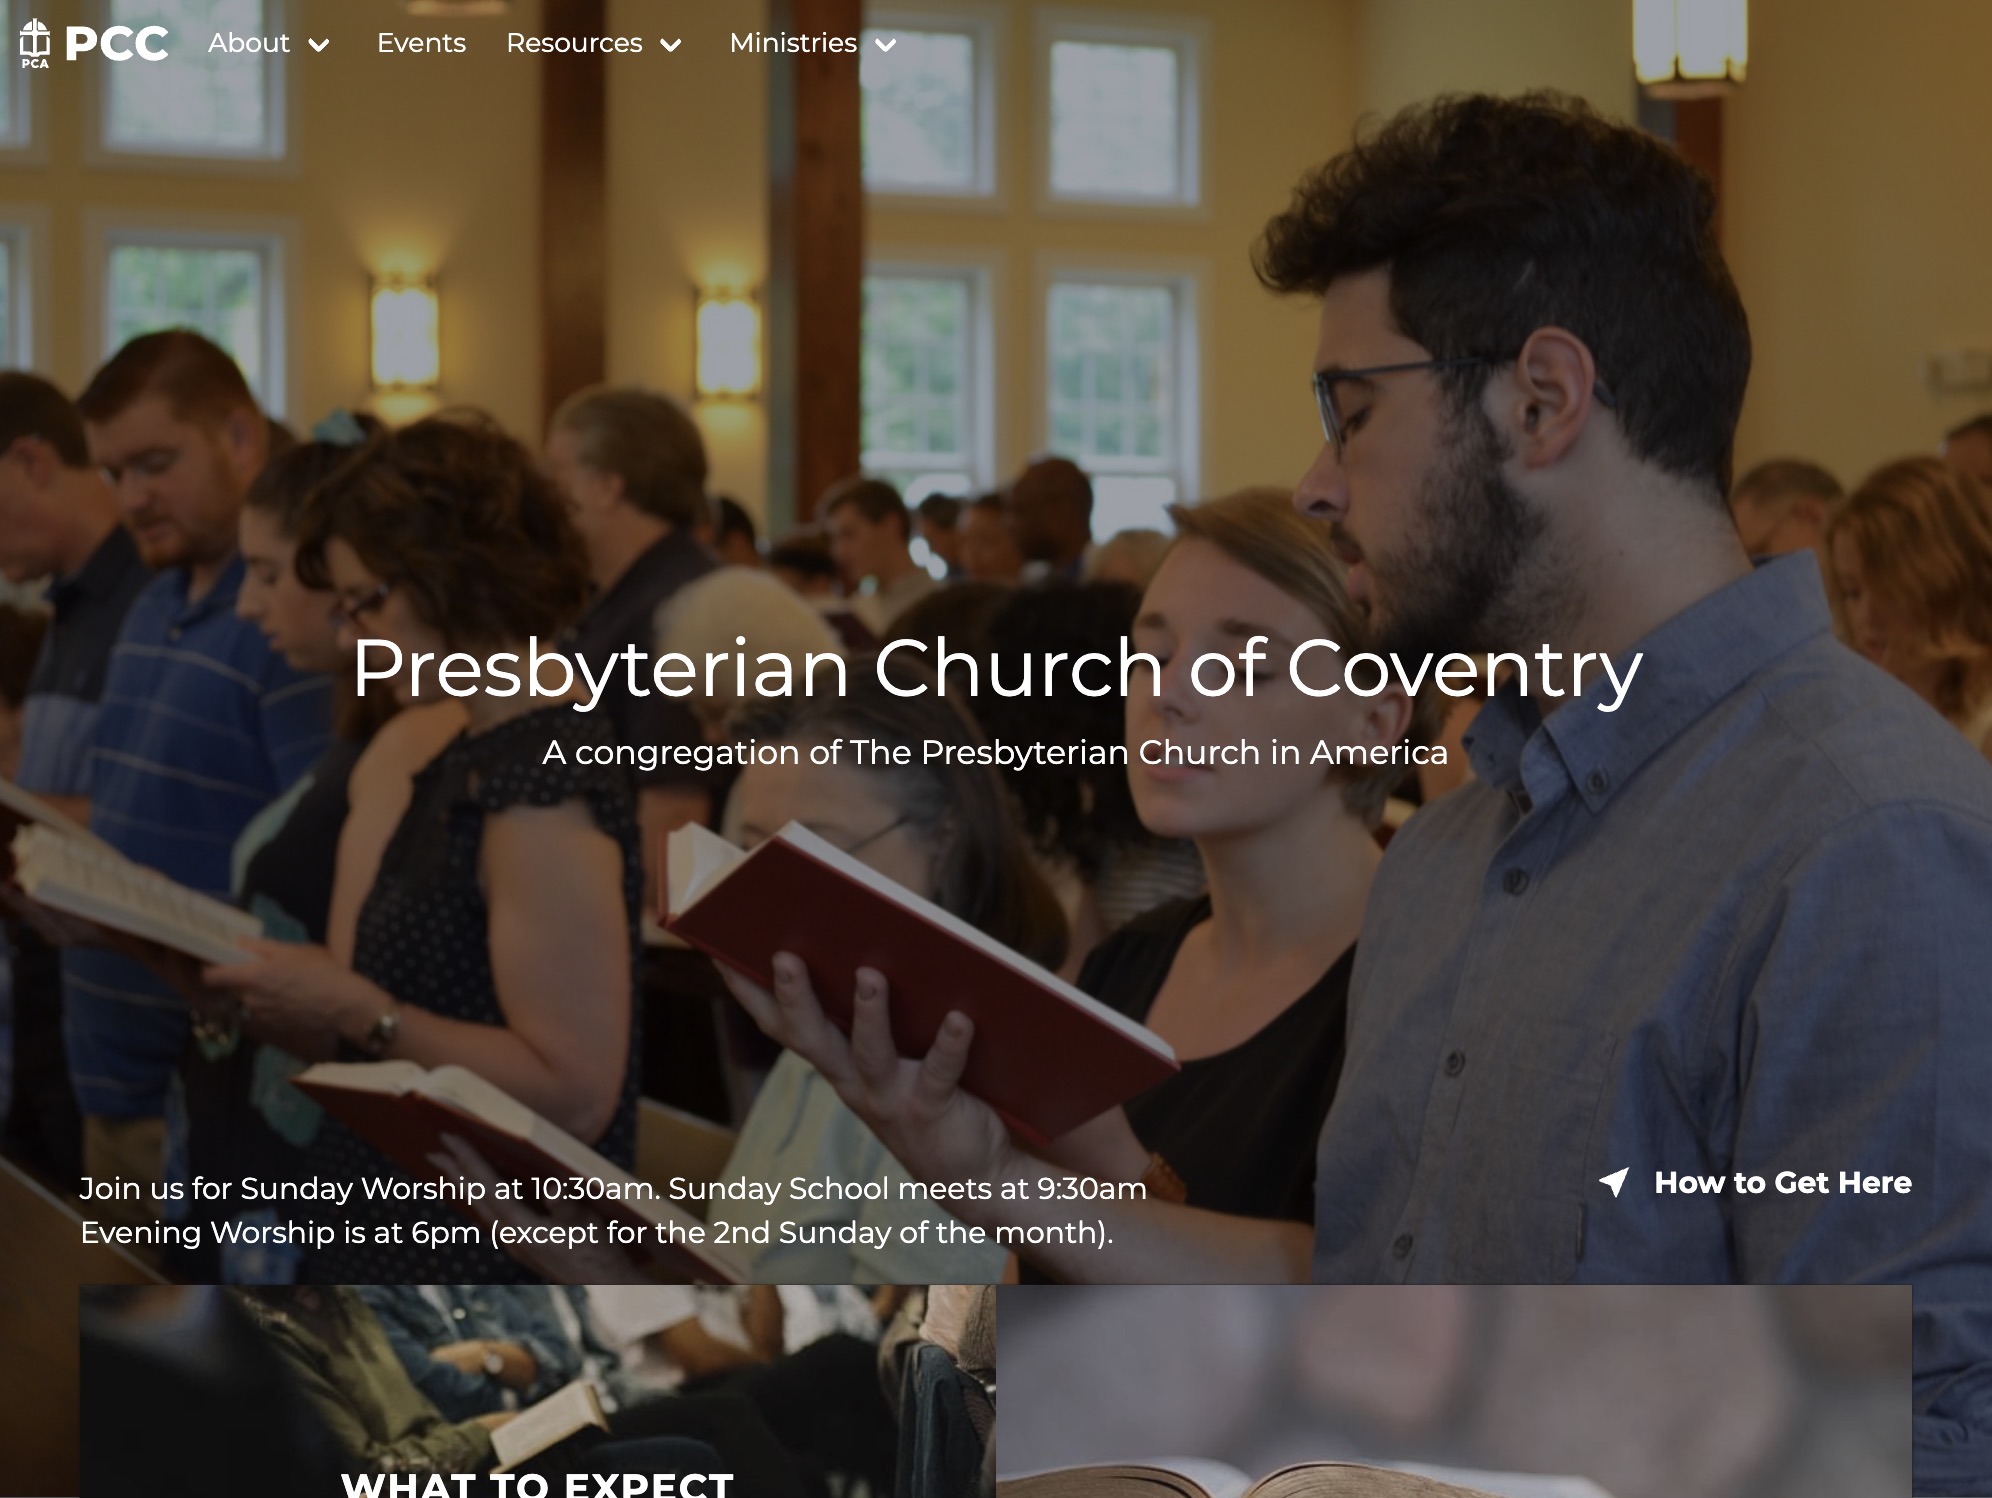 PCA
PCC
About
Events
Resources
Ministries
Presbyterian Church of Coventry
A congregation of The Presbyterian Church in America
Join us for Sunday Worship at 10:30am. Sunday School meets at 9:30am
Evening Worship is at 6pm (except for the 2nd Sunday of the month).
How to Get Here
WHAT TO EXPECT